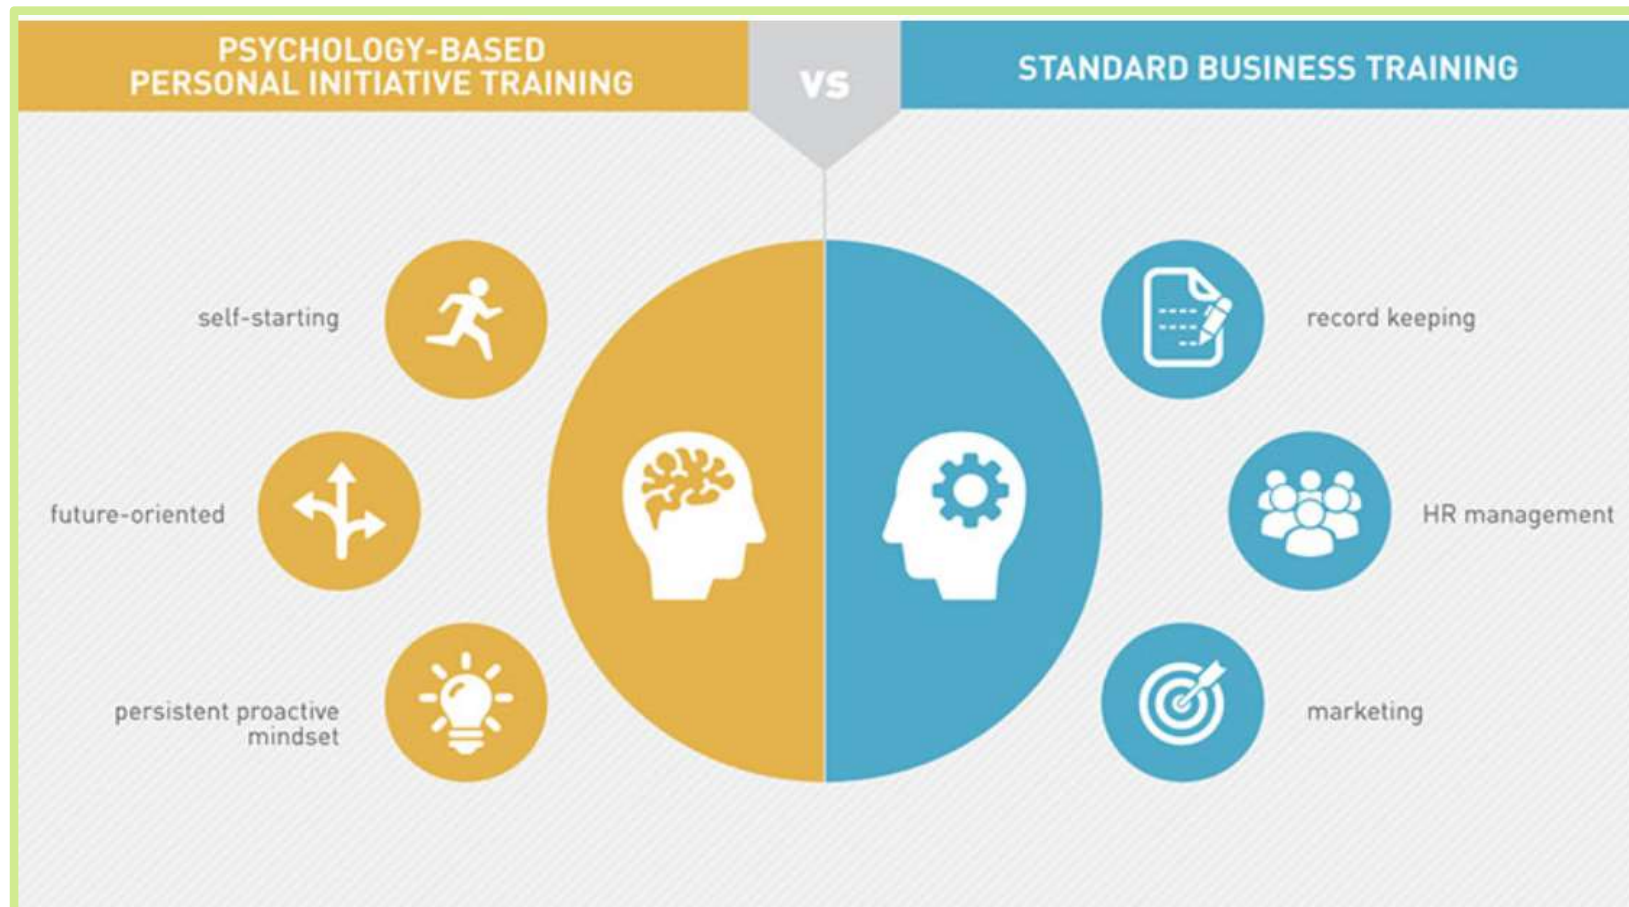 PSYCHOLOGY-BASED
PERSONAL INITIATIVE TRAINING
VS
STANDARD BUSINESS TRAINING
self-starting
future-oriented
persistent proactive
mindset
record keeping
HR management
marketing